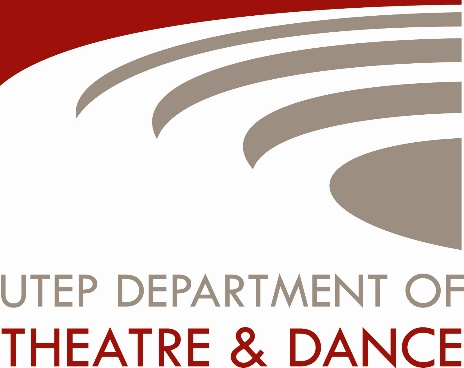 UTEP DEPARTMENT OF
THEATRE & DANCE